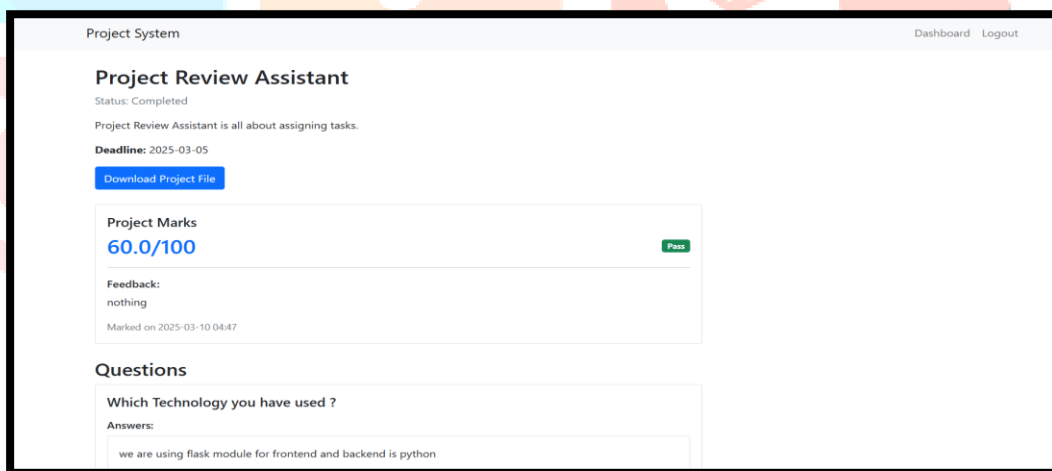 Project System
Dashboard Logout
Project Review Assistant
Status: Completed
Project Review Assistant is all about assigning tasks.
Deadline: 2025-03-05
Download Project File
Project Marks
60.0/100
Pass
Feedback:
nothing
Marked on 2025-03-10 04:47
Questions
Which Technology you have used ?
Answers:
we are using flask module for frontend and backend is python